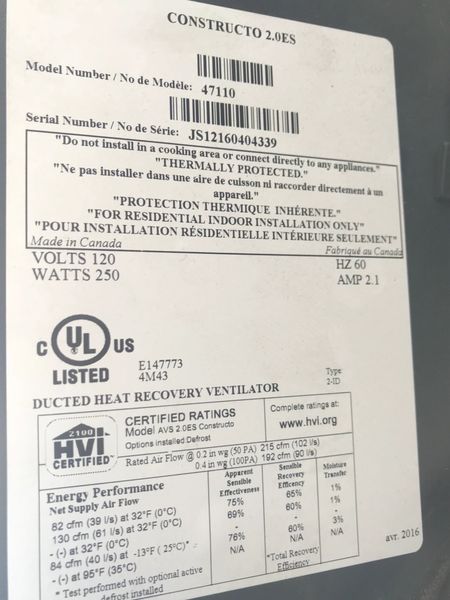 CONSTRUCTO 2.0ES
Model Number / No de Modèle: 47110
Serial Number / No de Série: JS12160404339
"Do not install in a cooking area or connect directly to any appliances."
"THERMALLY PROTECTED."
"Ne pas installer dans une aire de cuisson ni raccorder directement à un
appareil."
"PROTECTION THERMIQUE INHÉRENTE."
"FOR RESIDENTIAL INDOOR INSTALLATION ONLY"
"POUR INSTALLATION RÉSIDENTIELLE INTÉRIEURE SEULEMENT"
Made in Canada Fabriqué au Canada
VOLTS 120 HZ 60
WATTS 250 AMP 2.1
C UL US
LISTED
E147773
4M43
Type
2-ID
DUCTED HEAT RECOVERY VENTILATOR
2100
HVI
CERTIFIED™
CERTIFIED RATINGS
Model AVS 2.0ES Constructo
Options installed Defrost
Complete ratings at:
www.hvi.org
Rated Air Flow @ 0.2 in wg (50 PA) 215 cfm (102 l/s)
0.4 in wg (100PA) 192 cfm (90 l/s)
Energy Performance
Net Supply Air Flow
Apparent Sensible Effectiveness
Sensible Recovery Efficency
Moisture Transfer
82 cfm (39 l/s) at 32°F (0°C) 75% 65% 1%
130 cfm (61 l/s) at 32°F (0°C) 69% 60% 1%
- (-) at 32°F (0°C)
84 cfm (40 l/s) at -13°F ( 25°C)* 76% 60% 3%
- (-) at 95°F (35°C) N/A N/A
* Test performed with optional active
defrost installed
*Total Recovery
Efficiency
avr. 2016